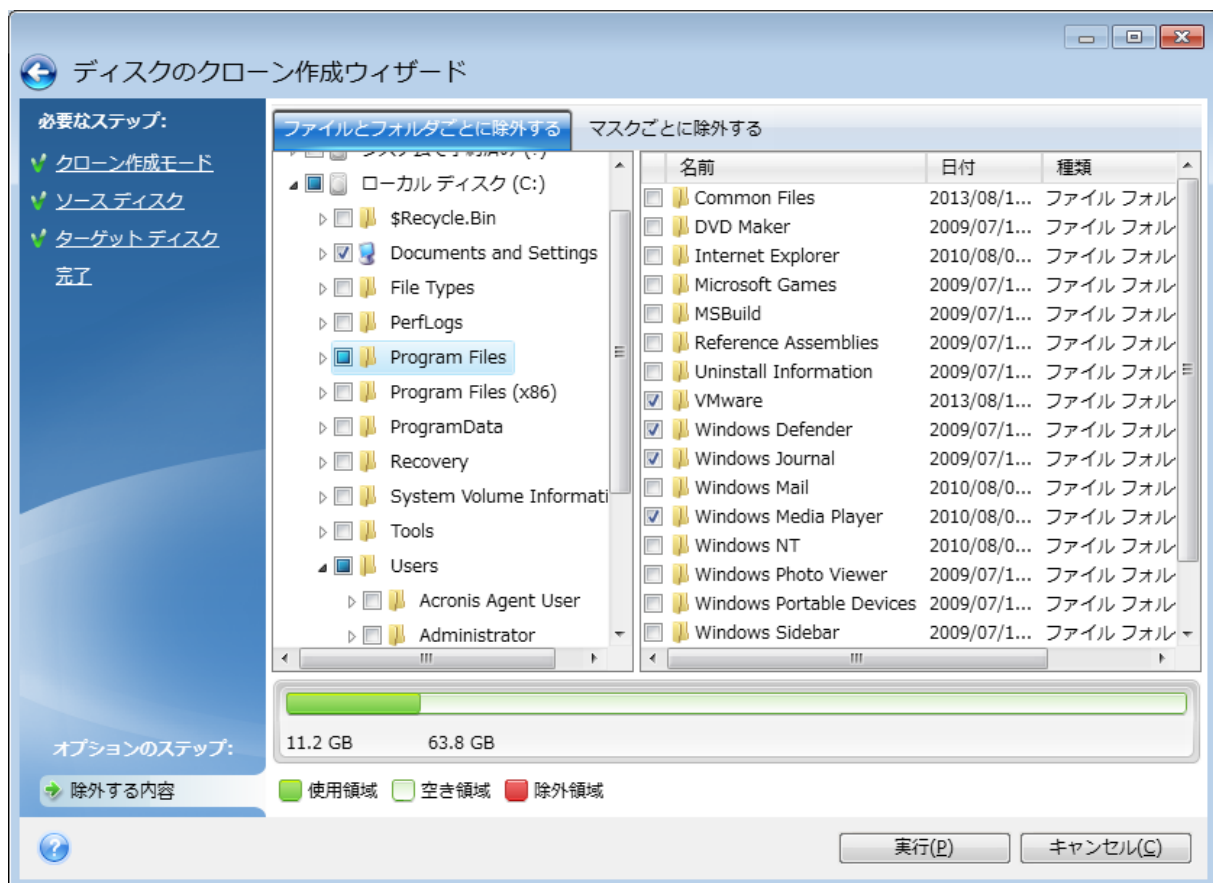 ディスクのクローン作成ウィザード
必要なステップ:
クローン作成モード
ソース ディスク
ターゲット ディスク
完了
オプションのステップ:
除外する内容
ファイルとフォルダごとに除外する
マスクごとに除外する
ローカル ディスク (C:)
$Recycle.Bin
Documents and Settings
File Types
PerfLogs
Program Files
Program Files (x86)
ProgramData
Recovery
System Volume Informati
Tools
Users
Acronis Agent User
Administrator
名前 日付 種類
Common Files 2013/08/1... ファイル フォル
DVD Maker 2009/07/1... ファイル フォル
Internet Explorer 2010/08/0... ファイル フォル
Microsoft Games 2009/07/1... ファイル フォル
MSBuild 2009/07/1... ファイル フォル
Reference Assemblies 2009/07/1... ファイル フォル
Uninstall Information 2009/07/1... ファイル フォル
VMware 2013/08/1... ファイル フォル
Windows Defender 2009/07/1... ファイル フォル
Windows Journal 2009/07/1... ファイル フォル
Windows Mail 2010/08/0... ファイル フォル
Windows Media Player 2010/08/0... ファイル フォル
Windows NT 2010/08/0... ファイル フォル
Windows Photo Viewer 2009/07/1... ファイル フォル
Windows Portable Devices 2009/07/1... ファイル フォル
Windows Sidebar 2009/07/1... ファイル フォル
11.2 GB 63.8 GB
使用領域 空き領域 除外領域
実行(P) キャンセル(C)